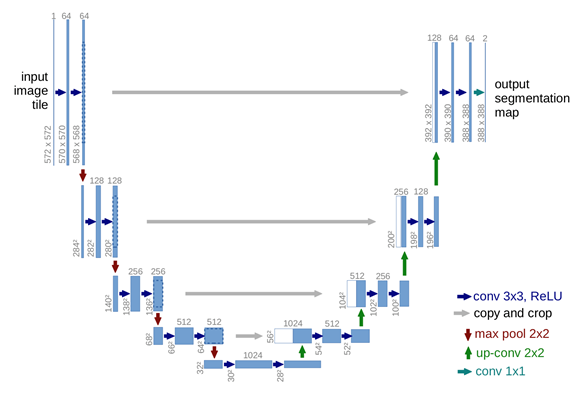 1 64 64
input
image
tile
572 x 572
570 x 570
568 x 568
128 64 64 2
output
segmentation
map
392 x 392
390 x 390
388 x 388
388 x 388
128 128
284²
282²
280²
256 128
200²
198²
196²
256 256
140²
138²
136²
512 256
104²
102²
100²
512 512
68²
66²
64²
1024 512
56²
54²
52²
1024
32²
30²
28²
conv 3x3, ReLU
copy and crop
max pool 2x2
up-conv 2x2
conv 1x1